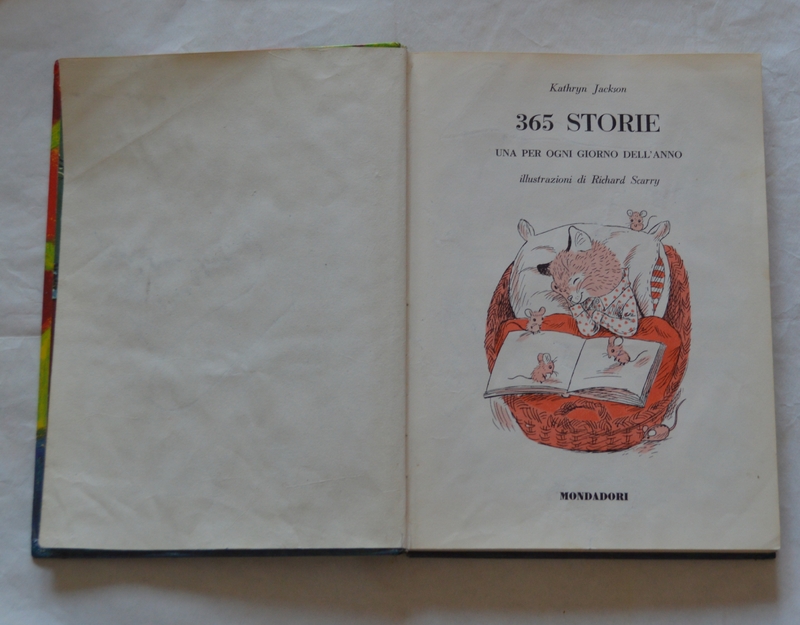 Kathryn Jackson
365 STORIE
UNA PER OGNI GIORNO DELL'ANNO
illustrazioni di Richard Scarry
MONDADORI